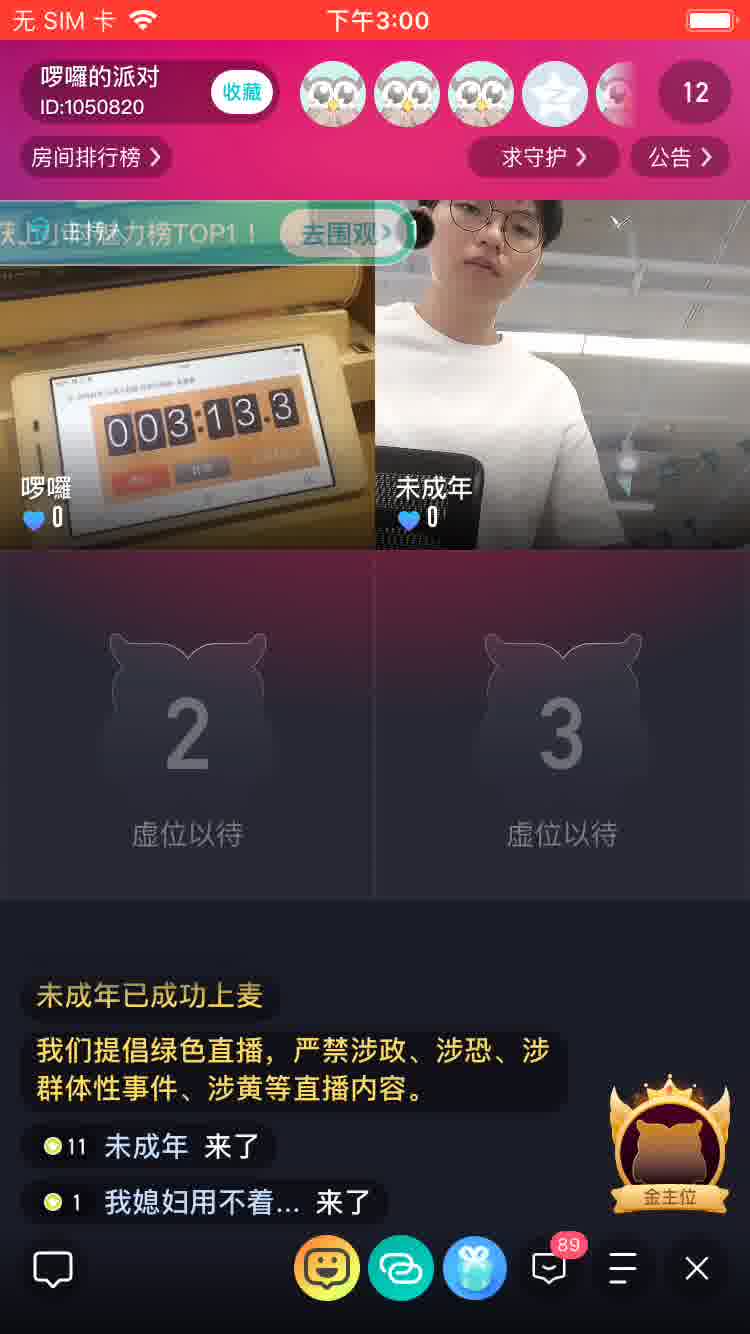 无 SIM 卡
下午3:00
啰囉的派对
ID:1050820
收藏
12
房间排行榜
求守护
公告
主持人
魅力榜TOP1！
去围观
003:13.3
啰囉
0
未成年
0
2
3
虚位以待
虚位以待
未成年已成功上麦
我们提倡绿色直播，严禁涉政、涉恐、涉
群体性事件、涉黄等直播内容。
11 未成年 来了
1 我媳妇用不着... 来了
金主位
89